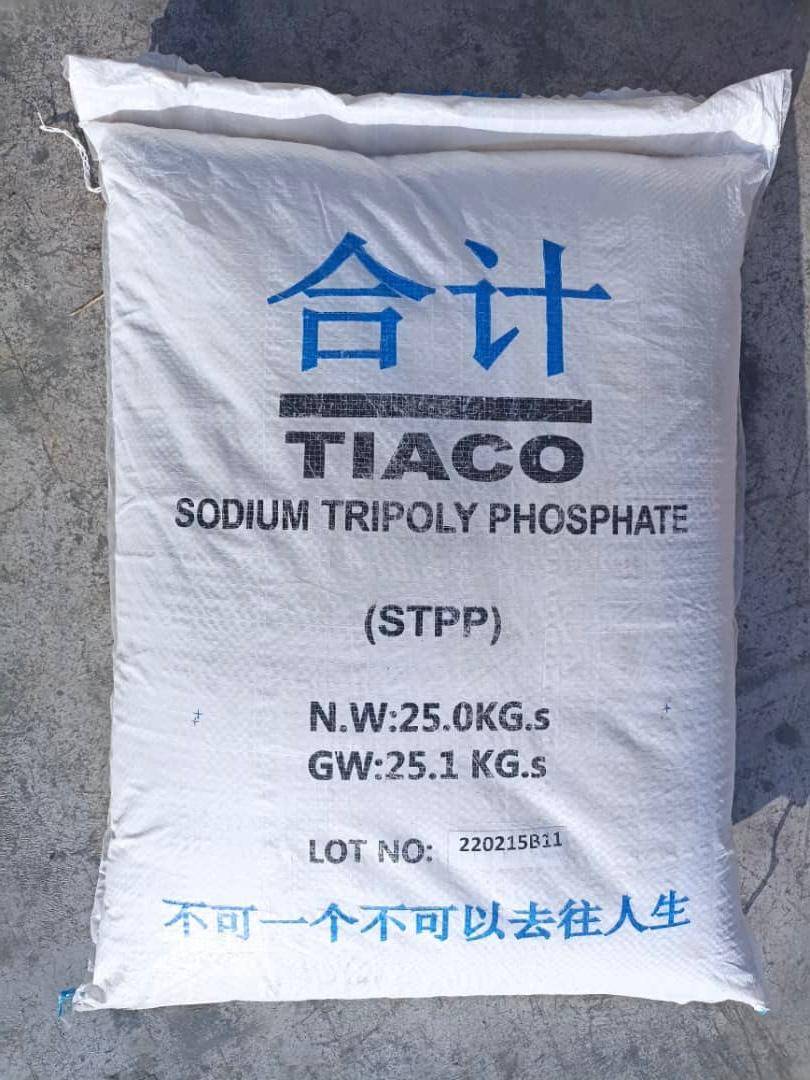 合计
TIACO
SODIUM TRIPOLY PHOSPHATE
(STPP)
N.W:25.0KG.s
GW:25.1 KG.s
LOT NO: 220215B11
不可一个不可以去往人生